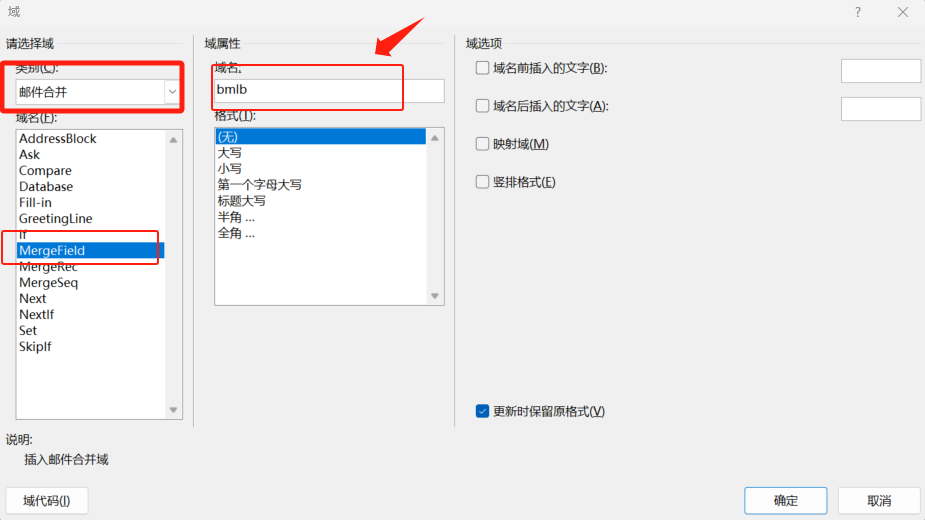 域
?
请选择域
类别(C):
邮件合并
域名(F):
AddressBlock
Ask
Compare
Database
Fill-in
GreetingLine
If
MergeField
MergeRec
MergeSeq
Next
NextIf
Set
SkipIf
域属性
域名:
bmlb
格式(T):
(无)
大写
小写
第一个字母大写
标题大写
半角 ...
全角 ...
域选项
域名前插入的文字(B):
域名后插入的文字(A):
映射域(M)
竖排格式(E)
更新时保留原格式(V)
说明:
插入邮件合并域
域代码(I)
确定
取消